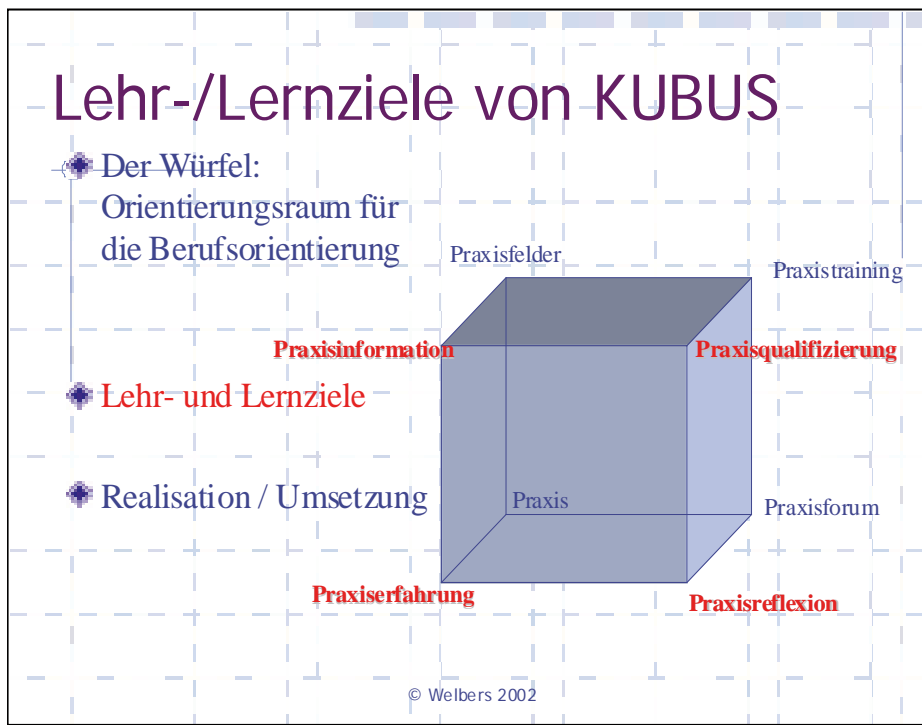 Lehr-/Lernziele von KUBUS
Der Würfel:
Orientierungsraum für
die Berufsorientierung
Lehr- und Lernziele
Realisation / Umsetzung
Praxisfelder
Praxistraining
Praxisinformation
Praxisqualifizierung
Praxis
Praxisforum
Praxiserfahrung
Praxisreflexion
© Welbers 2002